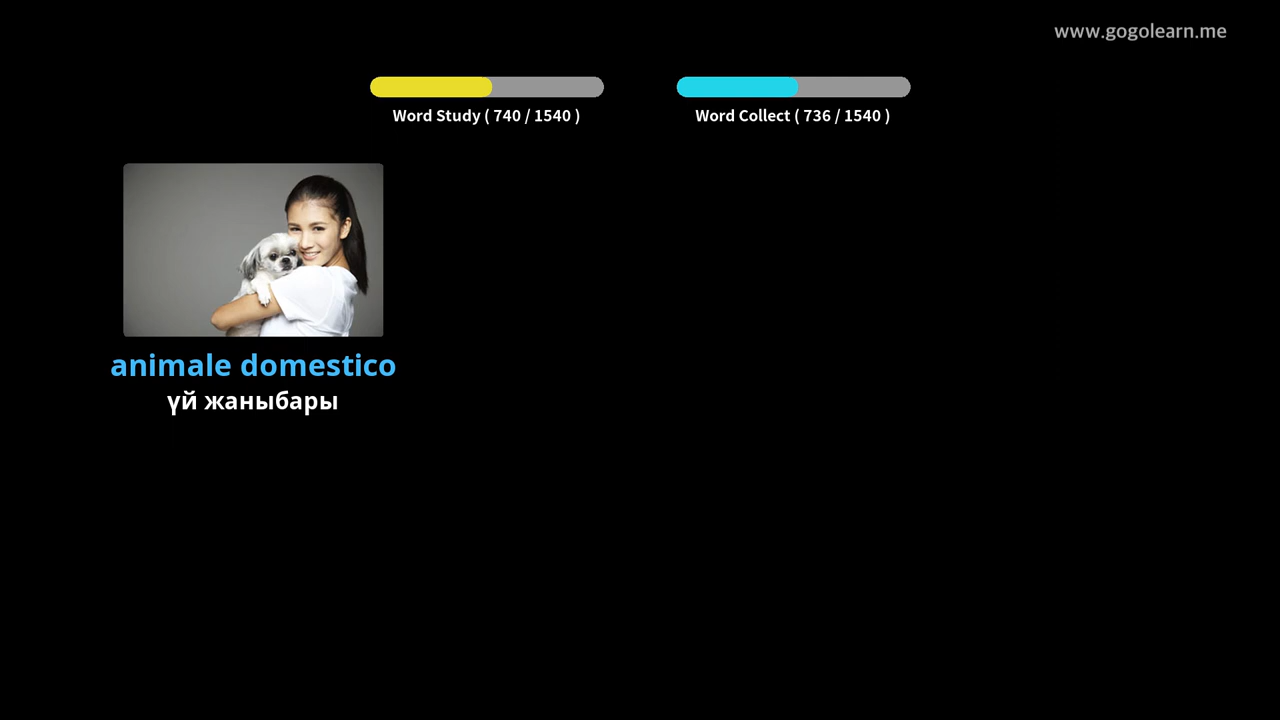 www.gogolearn.me
Word Study ( 740 / 1540 )
Word Collect ( 736 / 1540 )
animale domestico
үй жаныбары